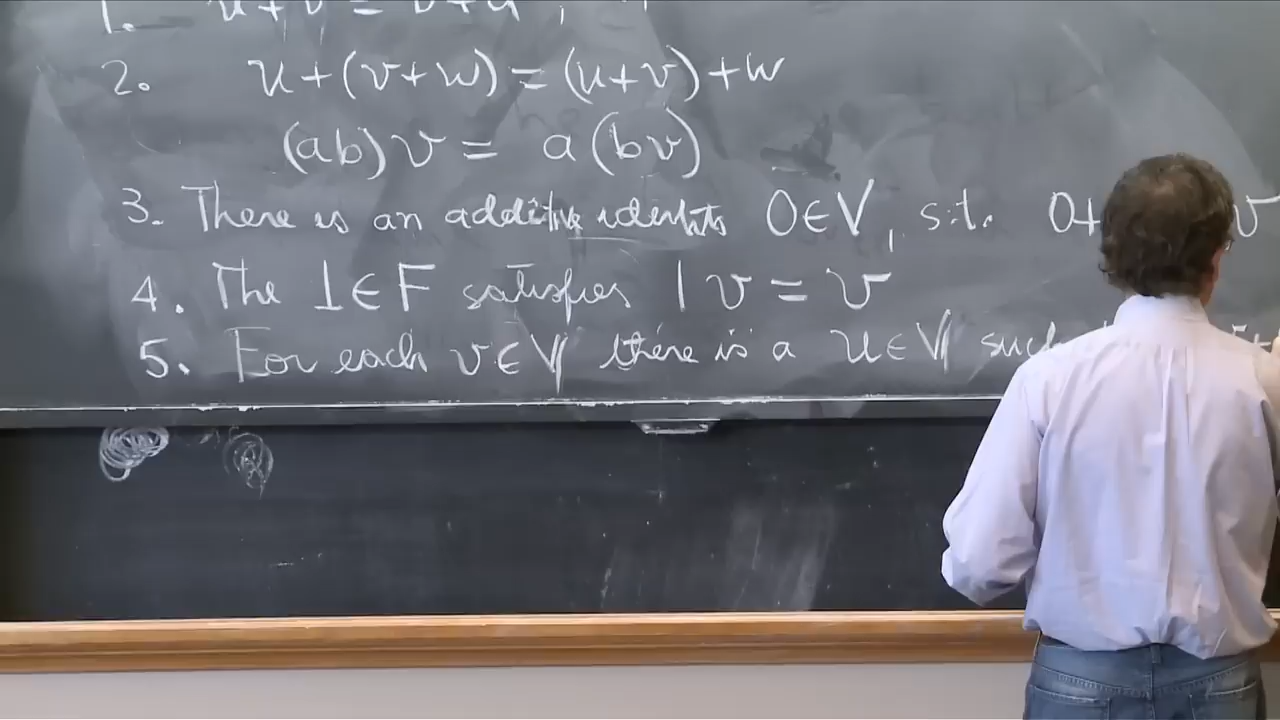 1. u+v = v+u,
2. u+(v+w) = (u+v)+w
(ab)v = a(bv)
3. There is an additive identity 0∈V, s.t. 0+ v
4. The 1∈F satisfies 1v = v
5. For each v∈V there is a u∈V such